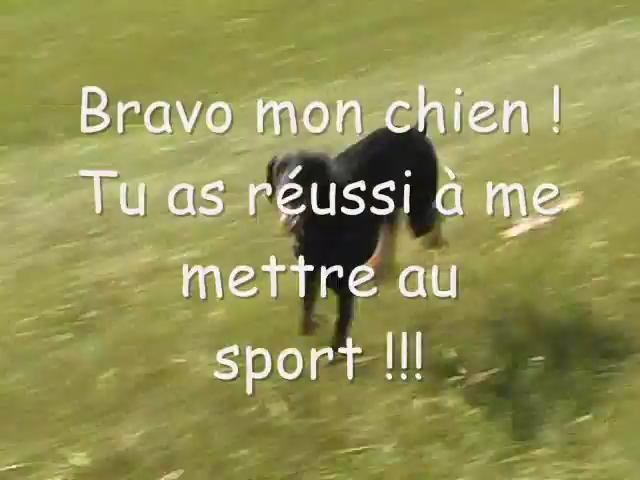 Bravo mon chien !
Tu as réussi à me
mettre au
sport !!!